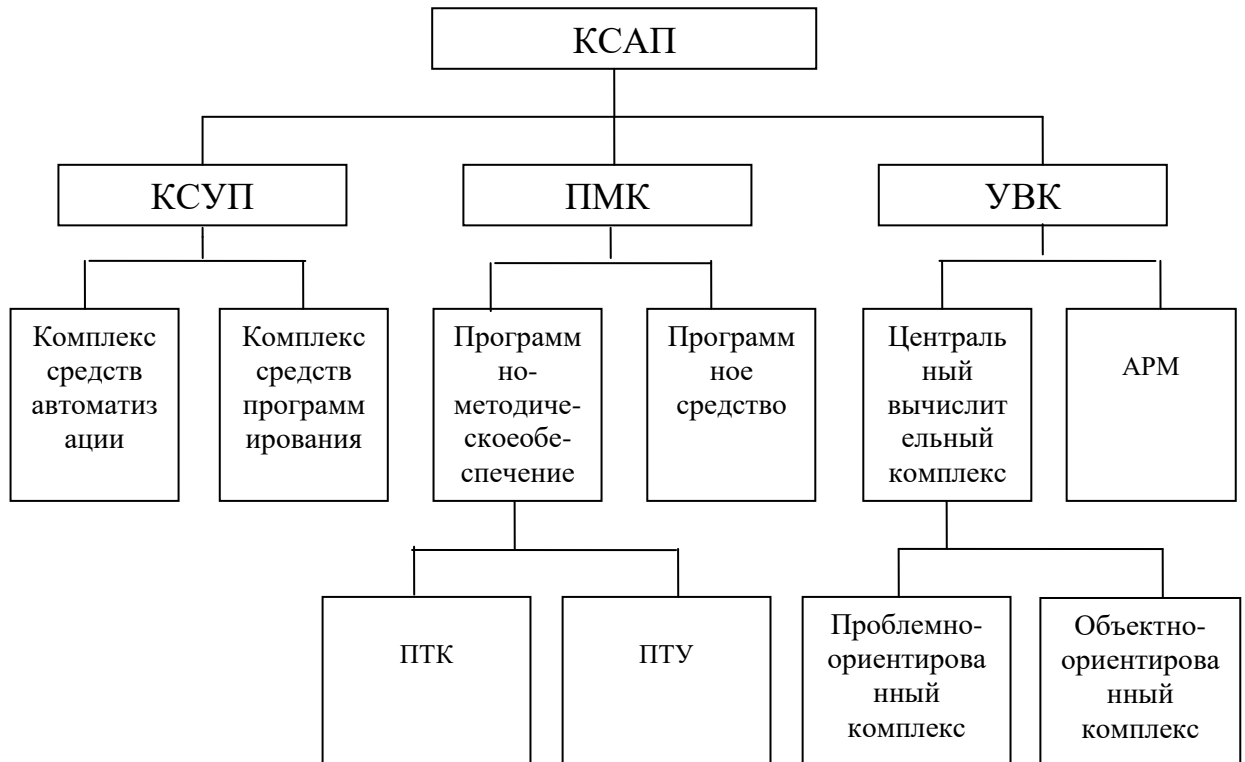 КСАП
КСУП
ПМК
УВК
Комплекс
средств
автоматиз
ации
Комплекс
средств
программ
ирования
Программ
но-
методиче-
скоеобе-
спечение
Программ
ное
средство
Централь
ный
вычислит
ельный
комплекс
АРМ
ПТК
ПТУ
Проблемно-
ориентирова
нный
комплекс
Объектно-
ориентирова
нный
комплекс